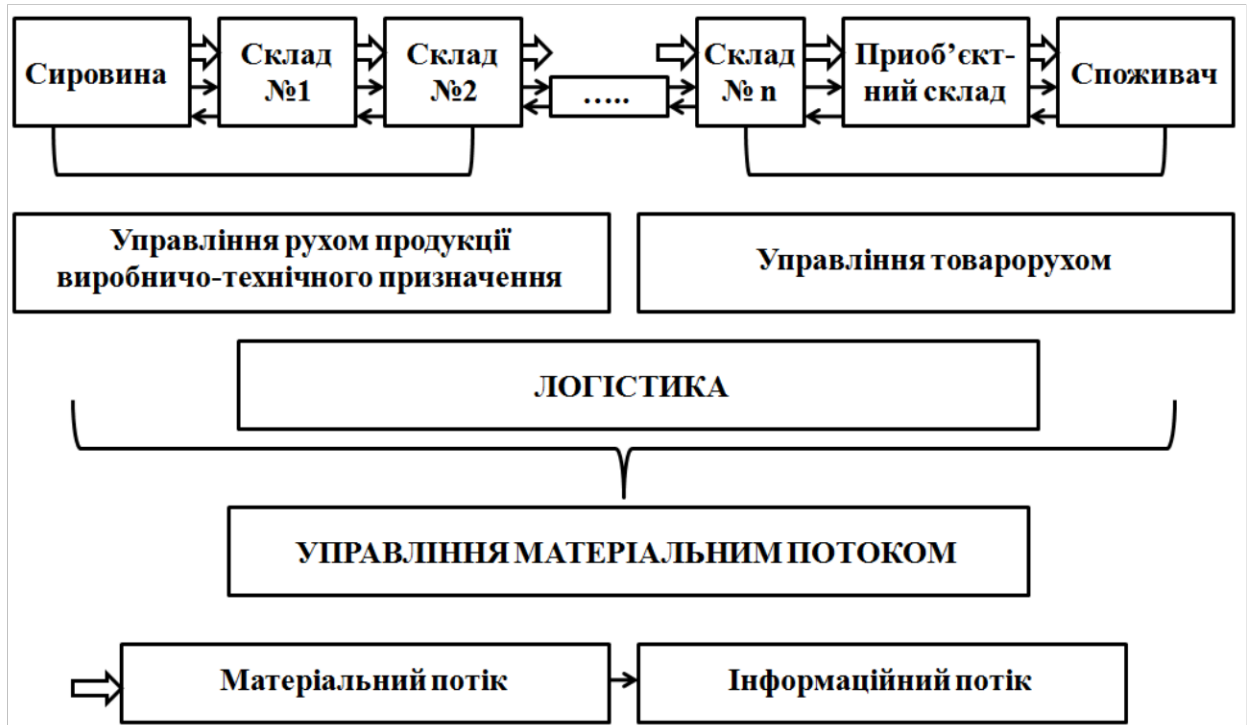 Сировина
Склад
№1
Склад
№2
…..
Склад
№ n
Приоб’єкт-
ний склад
Споживач
Управління рухом продукції
виробничо-технічного призначення
Управління товарорухом
ЛОГІСТИКА
УПРАВЛІННЯ МАТЕРІАЛЬНИМ ПОТОКОМ
Матеріальний потік
Інформаційний потік